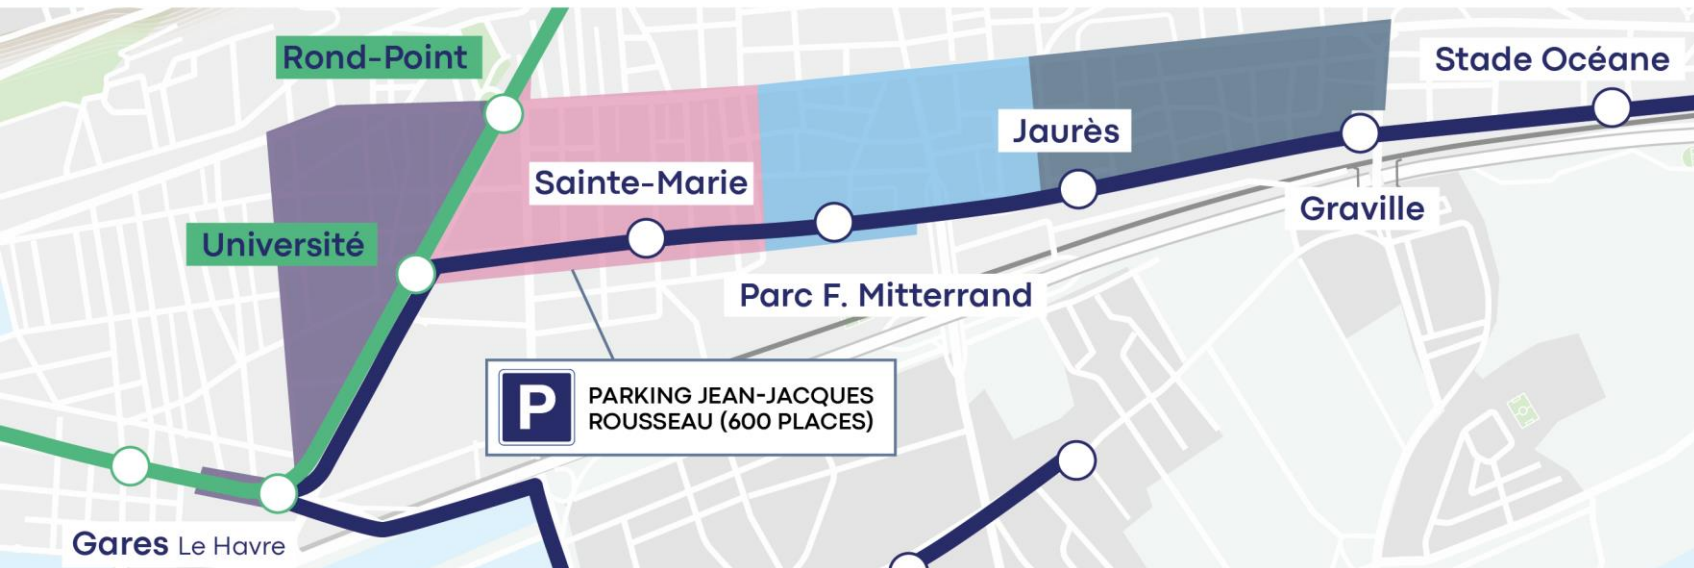 Rond-Point
Stade Océane
Jaurès
Sainte-Marie
Graville
Université
Parc F. Mitterrand
P
PARKING JEAN-JACQUES
ROUSSEAU (600 PLACES)
Gares Le Havre